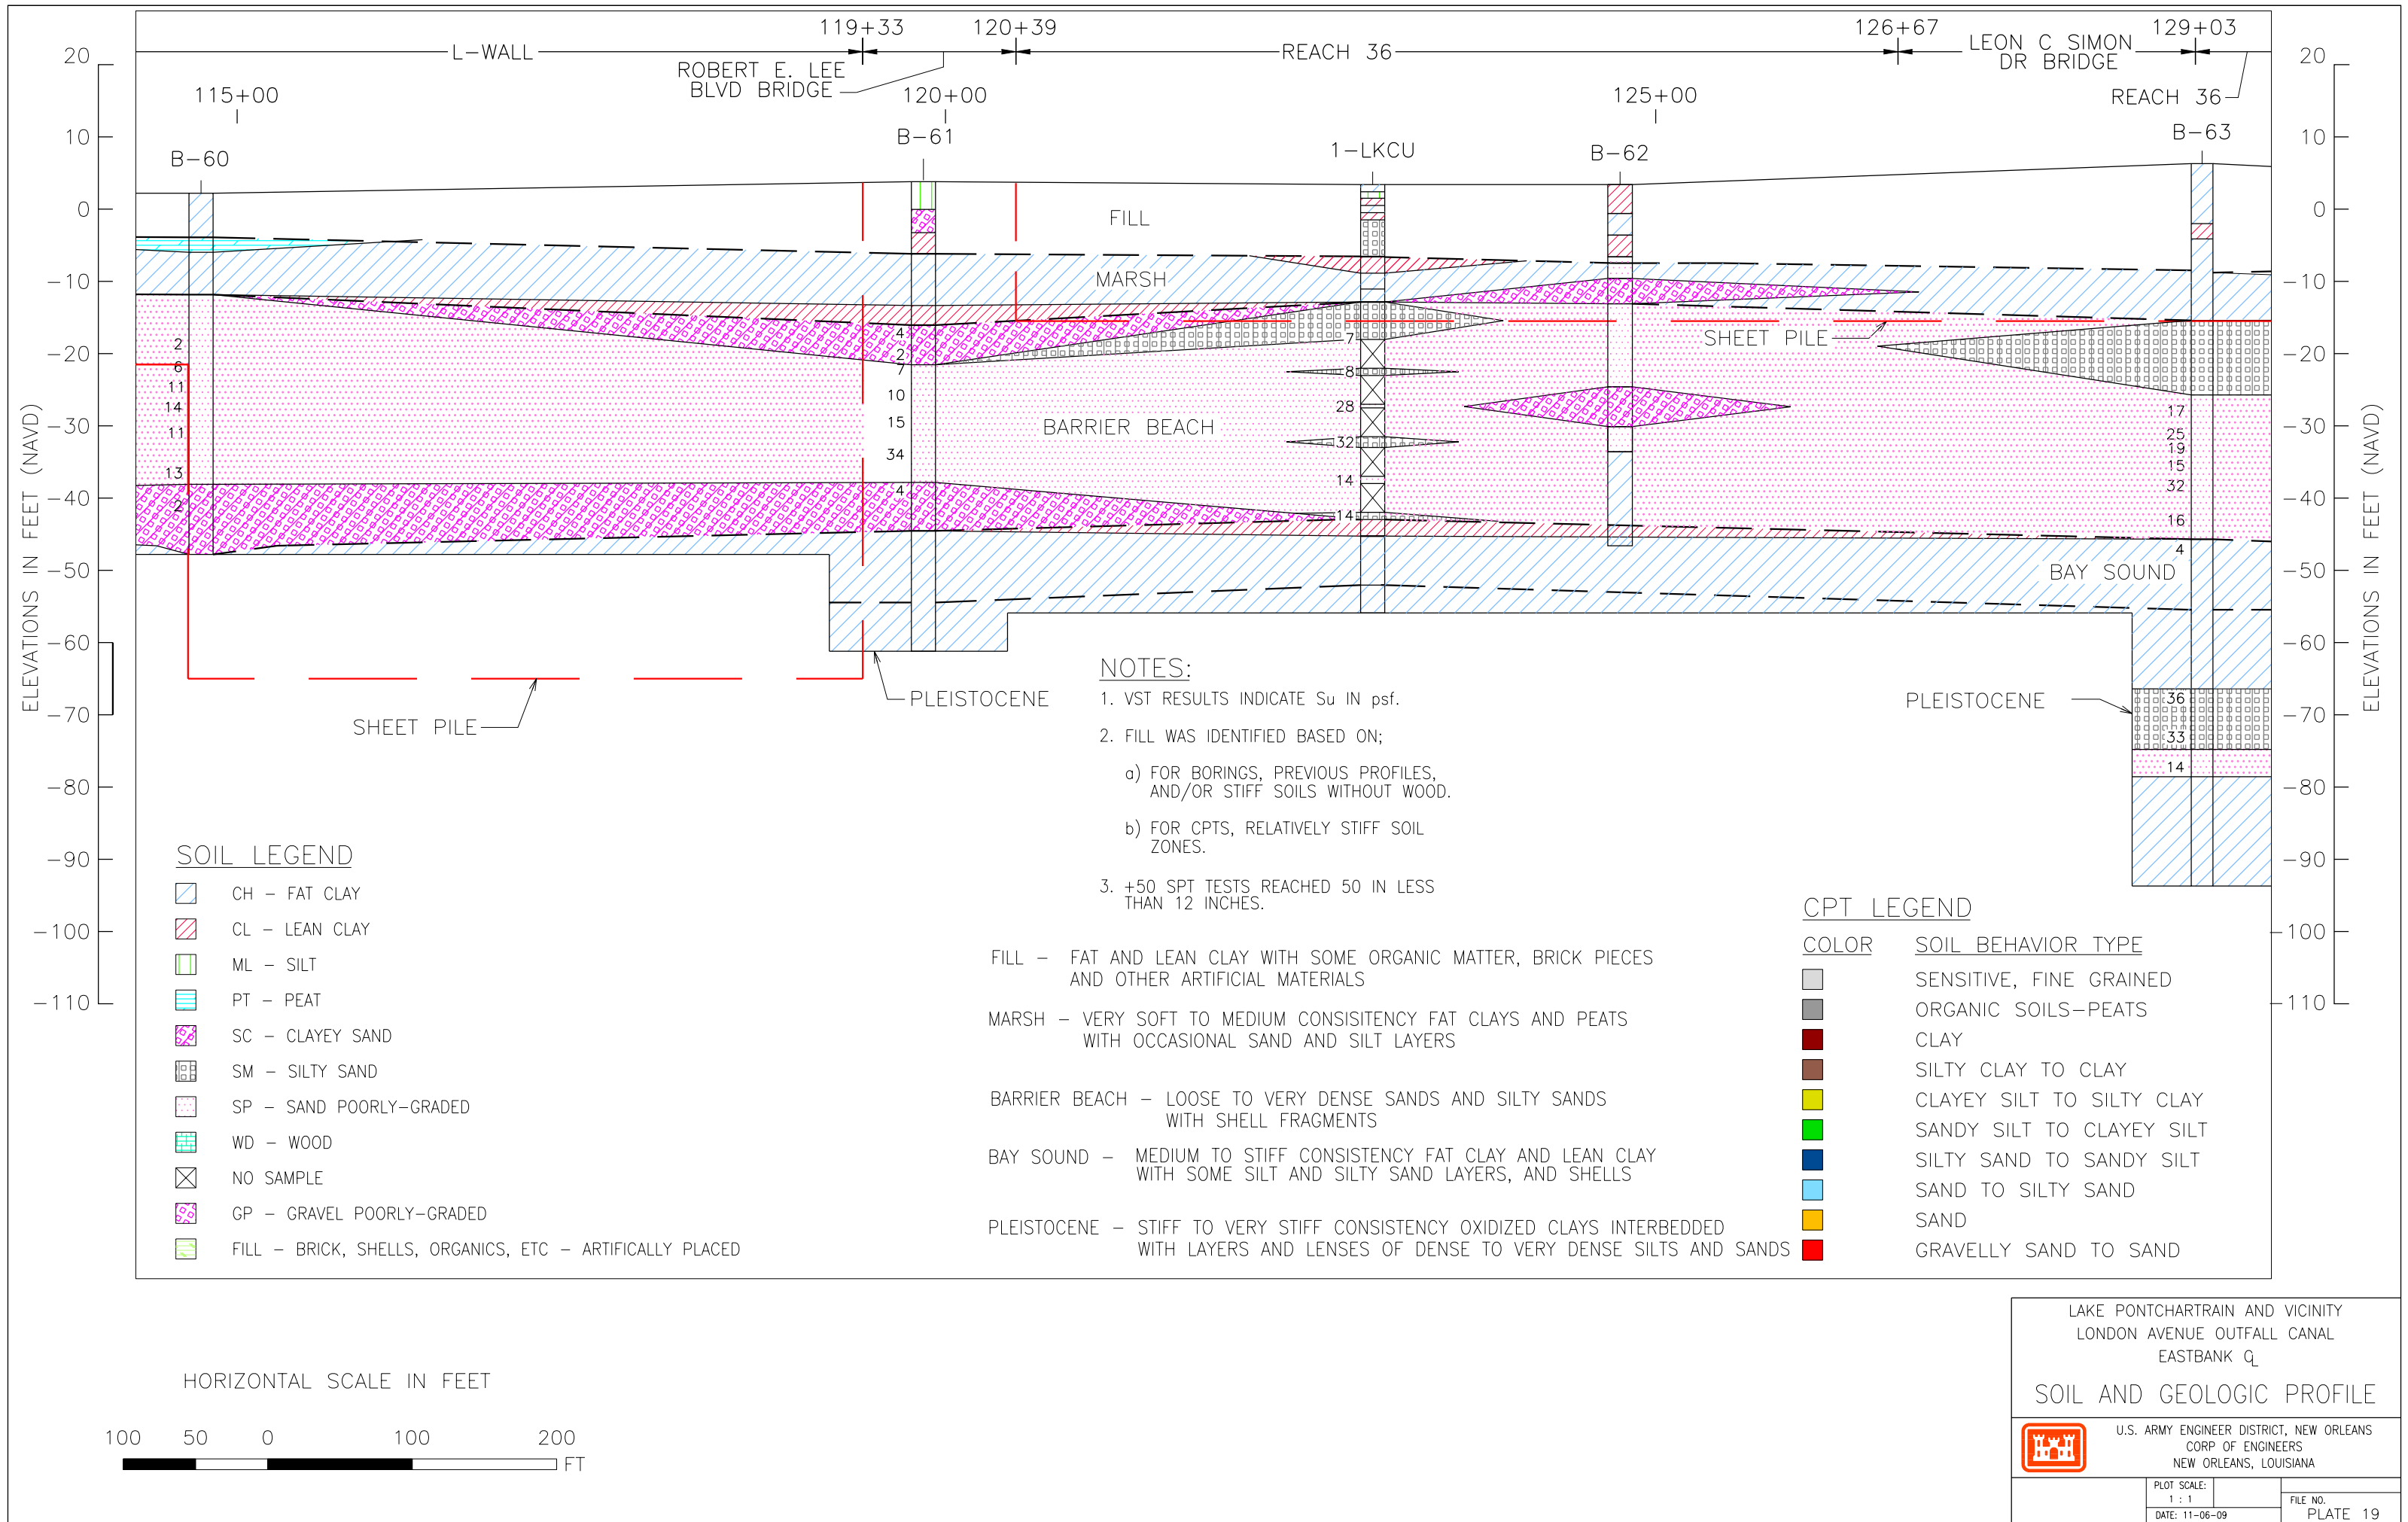 119+33
120+39
126+67
129+03
L-WALL
ROBERT E. LEE
BLVD BRIDGE
REACH 36
LEON C SIMON
DR BRIDGE
REACH 36
115+00
120+00
125+00
B-60
B-61
1-LKCU
B-62
B-63
20
10
0
-10
-20
-30
-40
-50
-60
-70
-80
-90
-100
-110
ELEVATIONS IN FEET (NAVD)
20
10
0
-10
-20
-30
-40
-50
-60
-70
-80
-90
-100
-110
ELEVATIONS IN FEET (NAVD)
FILL
MARSH
BARRIER BEACH
BAY SOUND
SHEET PILE
SHEET PILE
PLEISTOCENE
PLEISTOCENE
2
6
11
14
11
13
2
4
2
7
10
15
34
4
7
8
28
32
14
14
17
25
19
15
32
16
4
36
33
14
NOTES:
1. VST RESULTS INDICATE Su IN psf.
2. FILL WAS IDENTIFIED BASED ON;
a) FOR BORINGS, PREVIOUS PROFILES,
AND/OR STIFF SOILS WITHOUT WOOD.
b) FOR CPTS, RELATIVELY STIFF SOIL
ZONES.
3. +50 SPT TESTS REACHED 50 IN LESS
THAN 12 INCHES.
SOIL LEGEND
CH - FAT CLAY
CL - LEAN CLAY
ML - SILT
PT - PEAT
SC - CLAYEY SAND
SM - SILTY SAND
SP - SAND POORLY-GRADED
WD - WOOD
NO SAMPLE
GP - GRAVEL POORLY-GRADED
FILL - BRICK, SHELLS, ORGANICS, ETC - ARTIFICALLY PLACED
FILL - FAT AND LEAN CLAY WITH SOME ORGANIC MATTER, BRICK PIECES
AND OTHER ARTIFICIAL MATERIALS
MARSH - VERY SOFT TO MEDIUM CONSISITENCY FAT CLAYS AND PEATS
WITH OCCASIONAL SAND AND SILT LAYERS
BARRIER BEACH - LOOSE TO VERY DENSE SANDS AND SILTY SANDS
WITH SHELL FRAGMENTS
BAY SOUND - MEDIUM TO STIFF CONSISTENCY FAT CLAY AND LEAN CLAY
WITH SOME SILT AND SILTY SAND LAYERS, AND SHELLS
PLEISTOCENE - STIFF TO VERY STIFF CONSISTENCY OXIDIZED CLAYS INTERBEDDED
WITH LAYERS AND LENSES OF DENSE TO VERY DENSE SILTS AND SANDS
CPT LEGEND
COLOR SOIL BEHAVIOR TYPE
SENSITIVE, FINE GRAINED
ORGANIC SOILS-PEATS
CLAY
SILTY CLAY TO CLAY
CLAYEY SILT TO SILTY CLAY
SANDY SILT TO CLAYEY SILT
SILTY SAND TO SANDY SILT
SAND TO SILTY SAND
SAND
GRAVELLY SAND TO SAND
HORIZONTAL SCALE IN FEET
100 50 0 100 200
FT
LAKE PONTCHARTRAIN AND VICINITY
LONDON AVENUE OUTFALL CANAL
EASTBANK ℄
SOIL AND GEOLOGIC PROFILE
U.S. ARMY ENGINEER DISTRICT, NEW ORLEANS
CORP OF ENGINEERS
NEW ORLEANS, LOUISIANA
PLOT SCALE:
1 : 1
DATE: 11-06-09
FILE NO.
PLATE 19